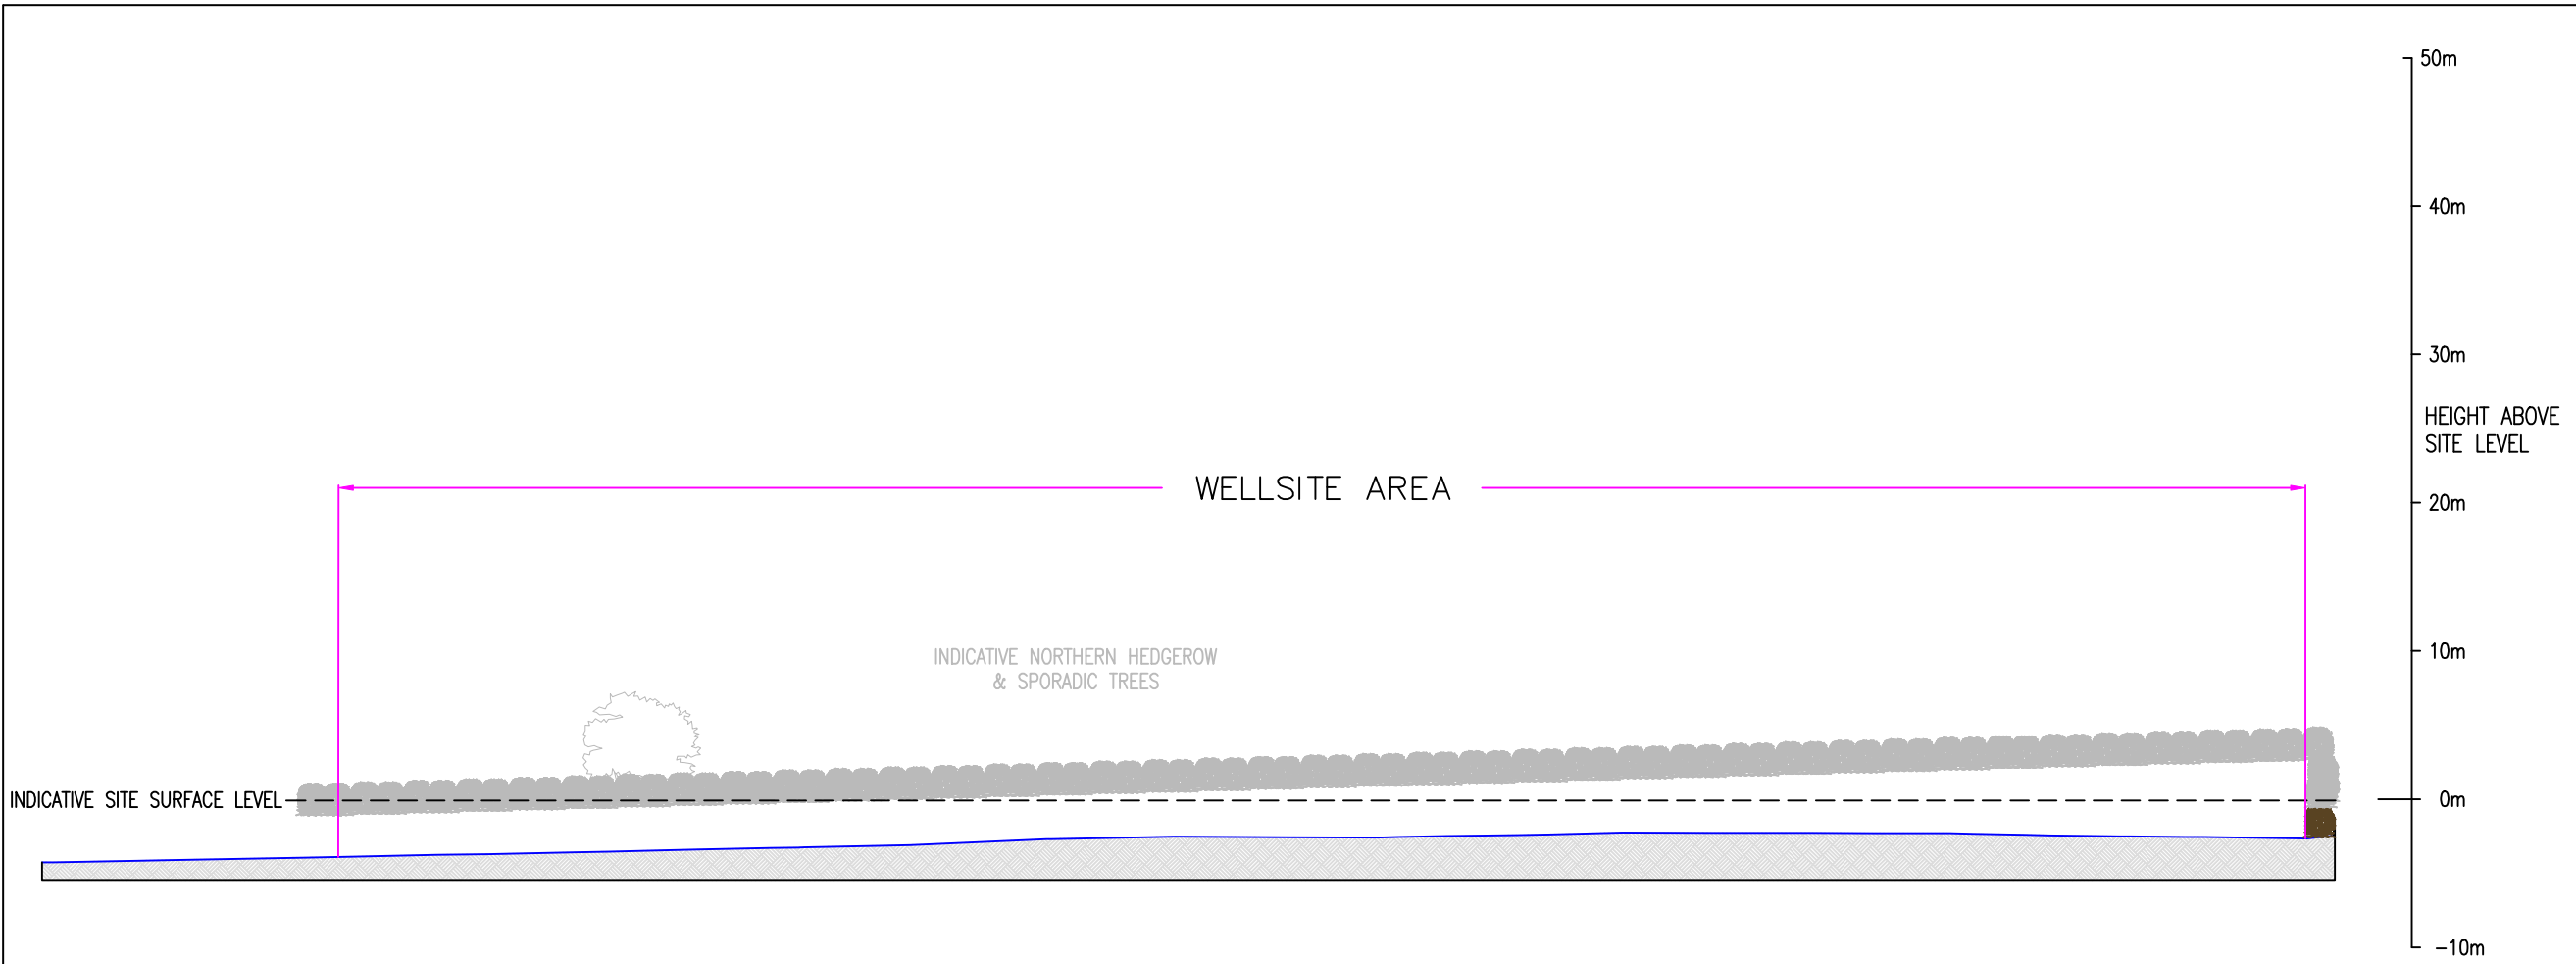 50m
40m
30m
HEIGHT ABOVE
SITE LEVEL
WELLSITE AREA
20m
INDICATIVE NORTHERN HEDGEROW
& SPORADIC TREES
10m
INDICATIVE SITE SURFACE LEVEL
0m
-10m